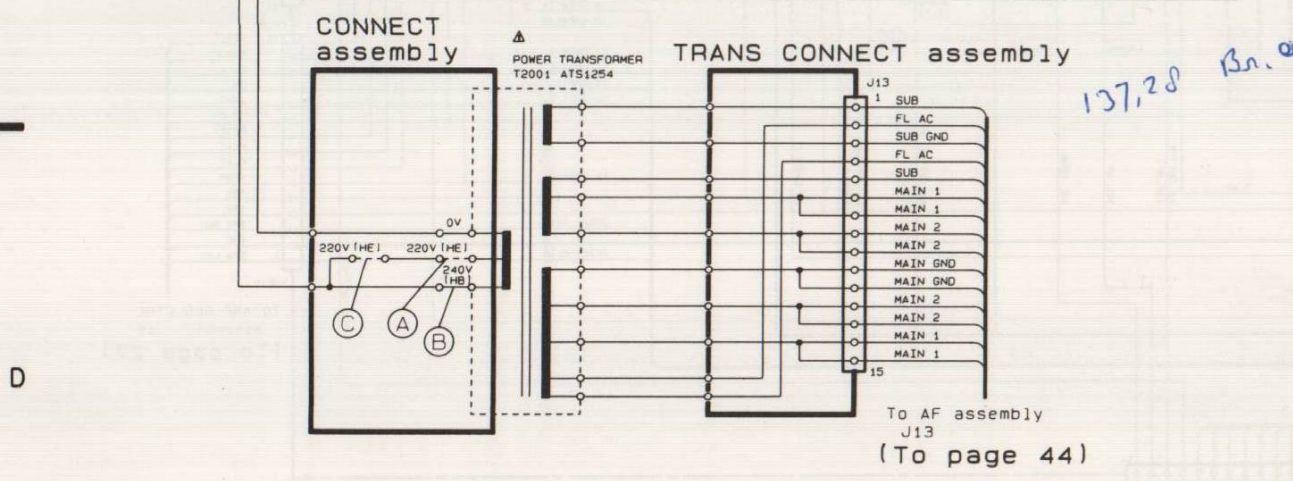 CONNECT
assembly
⚠
POWER TRANSFORMER
T2001 ATS1254
TRANS CONNECT assembly
137,28 Br.
J13
1 SUB
FL AC
SUB GND
FL AC
SUB
MAIN 1
MAIN 1
MAIN 2
MAIN 2
MAIN GND
MAIN GND
MAIN 2
MAIN 2
MAIN 1
MAIN 1
15
0V
220V (HE) 220V (HE)
240V
(HB)
C A B
D
To AF assembly
J13
(To page 44)